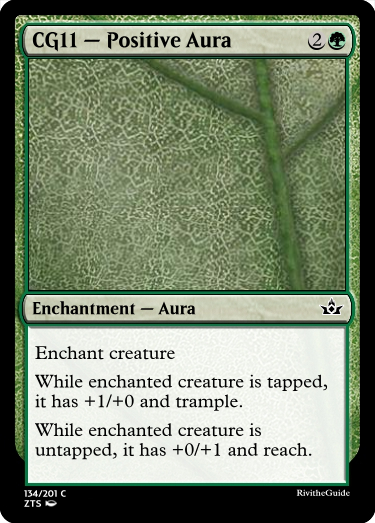 CG11 — Positive Aura 2
Enchantment — Aura
Enchant creature
While enchanted creature is tapped,
it has +1/+0 and trample.
While enchanted creature is
untapped, it has +0/+1 and reach.
134/201 C
ZTS
RivitheGuide